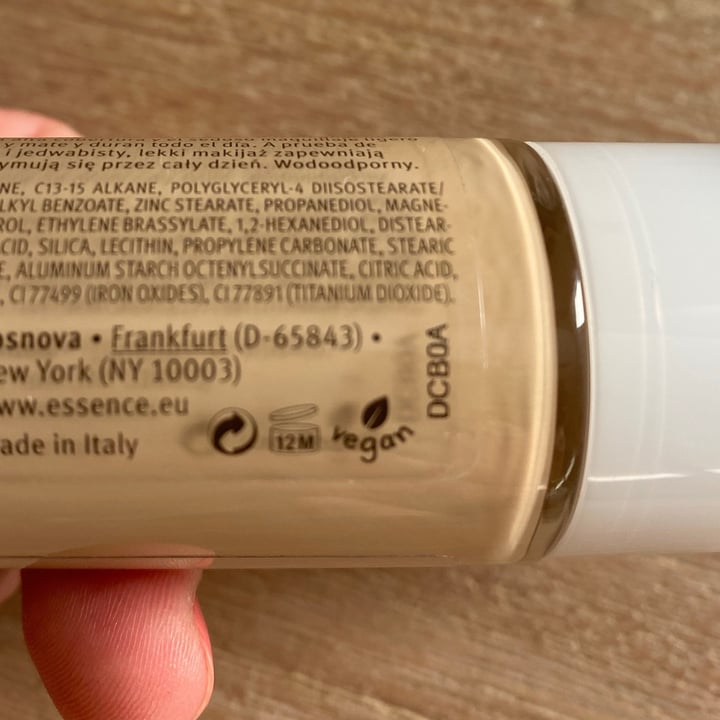 y mate y duran todo el día. A prueba de
i jedwabisty, lekki makijaż zapewniają
ymują się przez cały dzień. Wodoodporny.
NE, C13-15 ALKANE, POLYGLYCERYL-4 DIISOSTEARATE/
LKYL BENZOATE, ZINC STEARATE, PROPANEDIOL, MAGNE-
ROL, ETHYLENE BRASSYLATE, 1,2-HEXANEDIOL, DISTEAR-
ACID, SILICA, LECITHIN, PROPYLENE CARBONATE, STEARIC
E, ALUMINUM STARCH OCTENYLSUCCINATE, CITRIC ACID,
, CI 77499 (IRON OXIDES), CI 77891 (TITANIUM DIOXIDE).
osnova • Frankfurt (D-65843) •
ew York (NY 10003)
ww.essence.eu
ade in Italy
12M
vegan
DCB0A